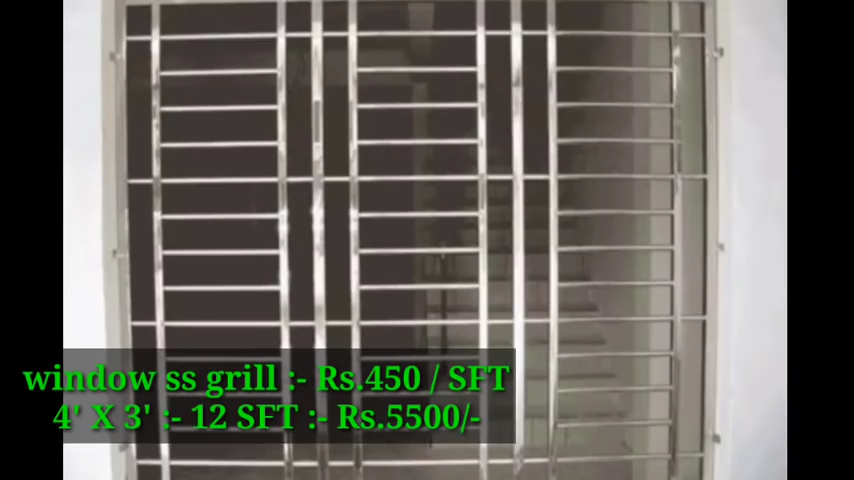 window ss grill :- Rs.450 / SFT
4' X 3' :- 12 SFT :- Rs.5500/-